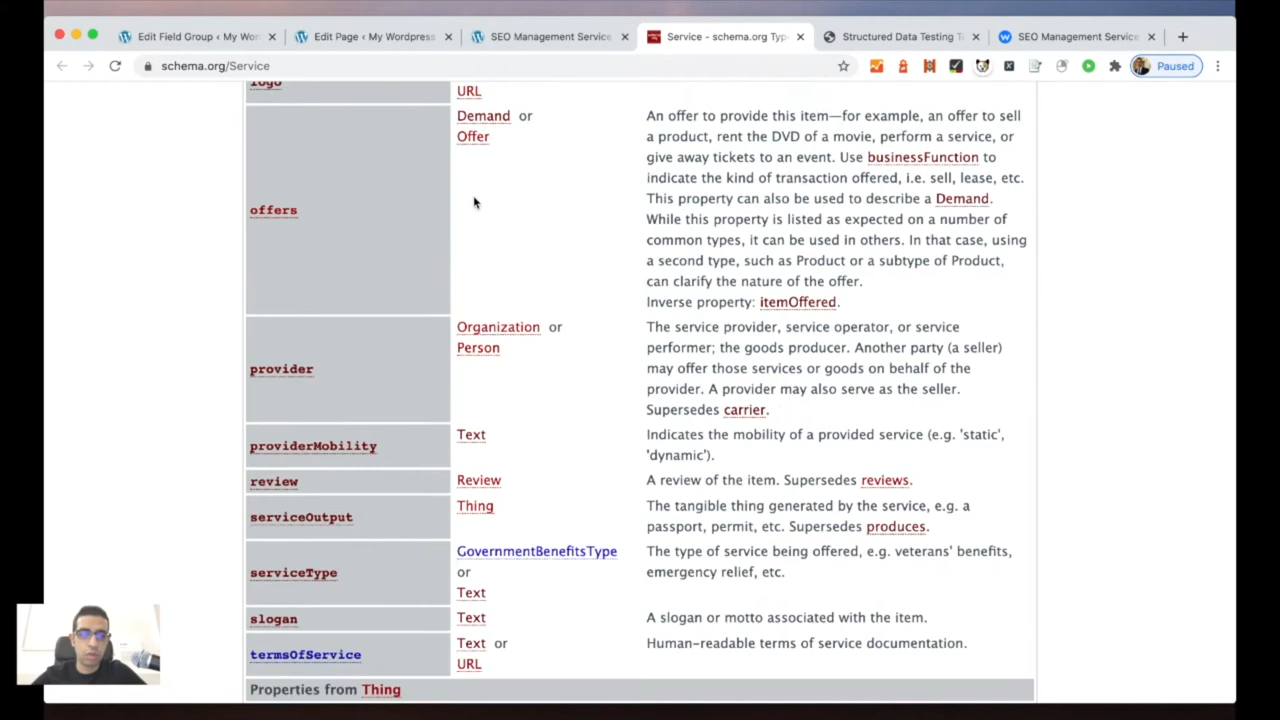 Edit Field Group ‹ My Wor
Edit Page ‹ My Wordpress
SEO Management Service
Service - schema.org Typ
Structured Data Testing T
SEO Management Service
schema.org/Service
Paused
logo
URL
offers
Demand or
Offer
An offer to provide this item—for example, an offer to sell
a product, rent the DVD of a movie, perform a service, or
give away tickets to an event. Use businessFunction to
indicate the kind of transaction offered, i.e. sell, lease, etc.
This property can also be used to describe a Demand.
While this property is listed as expected on a number of
common types, it can be used in others. In that case, using
a second type, such as Product or a subtype of Product,
can clarify the nature of the offer.
Inverse property: itemOffered.
provider
Organization or
Person
The service provider, service operator, or service
performer; the goods producer. Another party (a seller)
may offer those services or goods on behalf of the
provider. A provider may also serve as the seller.
Supersedes carrier.
providerMobility
Text
Indicates the mobility of a provided service (e.g. 'static',
'dynamic').
review
Review
A review of the item. Supersedes reviews.
serviceOutput
Thing
The tangible thing generated by the service, e.g. a
passport, permit, etc. Supersedes produces.
serviceType
GovernmentBenefitsType
or
Text
The type of service being offered, e.g. veterans' benefits,
emergency relief, etc.
slogan
Text
A slogan or motto associated with the item.
termsOfService
Text or
URL
Human-readable terms of service documentation.
Properties from Thing